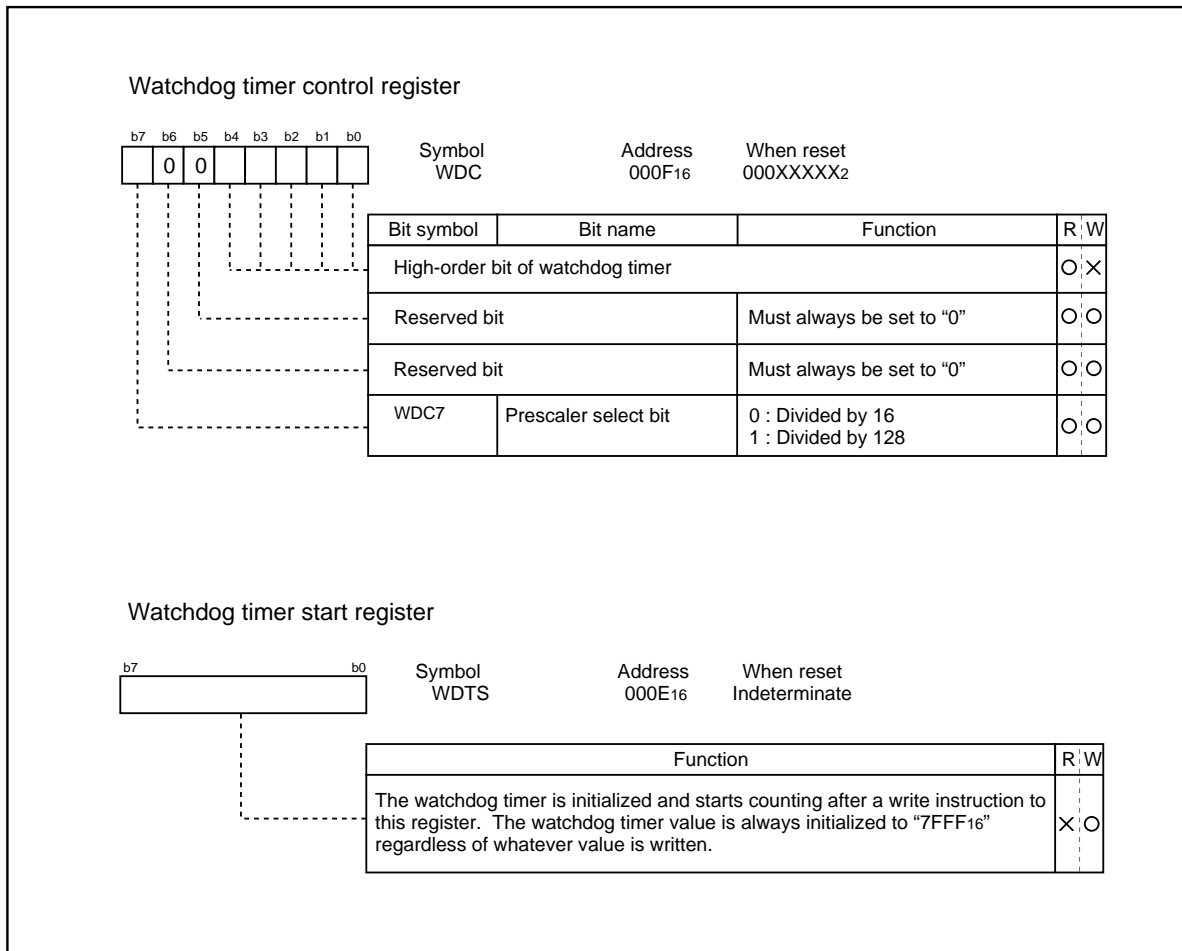 Watchdog timer control register
b7 b6 b5 b4 b3 b2 b1 b0
0 0
Symbol Address When reset
WDC 000F16 000XXXXX2
Bit symbol Bit name Function R W
High-order bit of watchdog timer
Reserved bit Must always be set to “0”
Reserved bit Must always be set to “0”
WDC7 Prescaler select bit 0 : Divided by 16
1 : Divided by 128
Watchdog timer start register
b7 b0
Symbol Address When reset
WDTS 000E16 Indeterminate
Function R W
The watchdog timer is initialized and starts counting after a write instruction to
this register. The watchdog timer value is always initialized to “7FFF16”
regardless of whatever value is written.